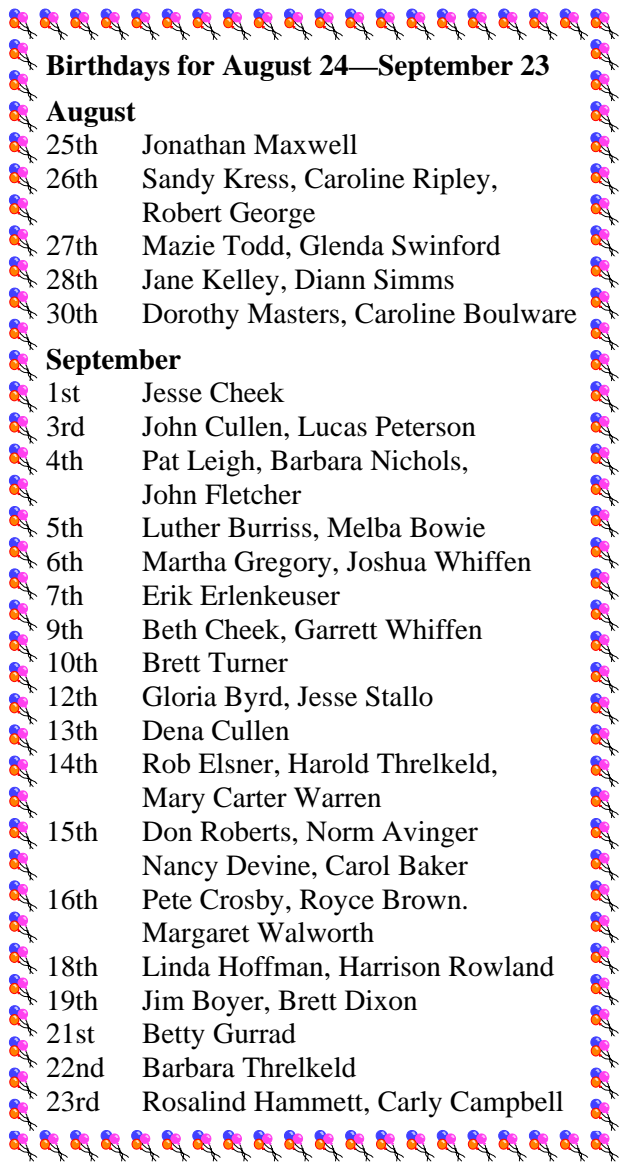 Birthdays for August 24—September 23
August
25th Jonathan Maxwell
26th Sandy Kress, Caroline Ripley,
Robert George
27th Mazie Todd, Glenda Swinford
28th Jane Kelley, Diann Simms
30th Dorothy Masters, Caroline Boulware
September
1st Jesse Cheek
3rd John Cullen, Lucas Peterson
4th Pat Leigh, Barbara Nichols,
John Fletcher
5th Luther Burriss, Melba Bowie
6th Martha Gregory, Joshua Whiffen
7th Erik Erlenkeuser
9th Beth Cheek, Garrett Whiffen
10th Brett Turner
12th Gloria Byrd, Jesse Stallo
13th Dena Cullen
14th Rob Elsner, Harold Threlkeld,
Mary Carter Warren
15th Don Roberts, Norm Avinger
Nancy Devine, Carol Baker
16th Pete Crosby, Royce Brown.
Margaret Walworth
18th Linda Hoffman, Harrison Rowland
19th Jim Boyer, Brett Dixon
21st Betty Gurrad
22nd Barbara Threlkeld
23rd Rosalind Hammett, Carly Campbell